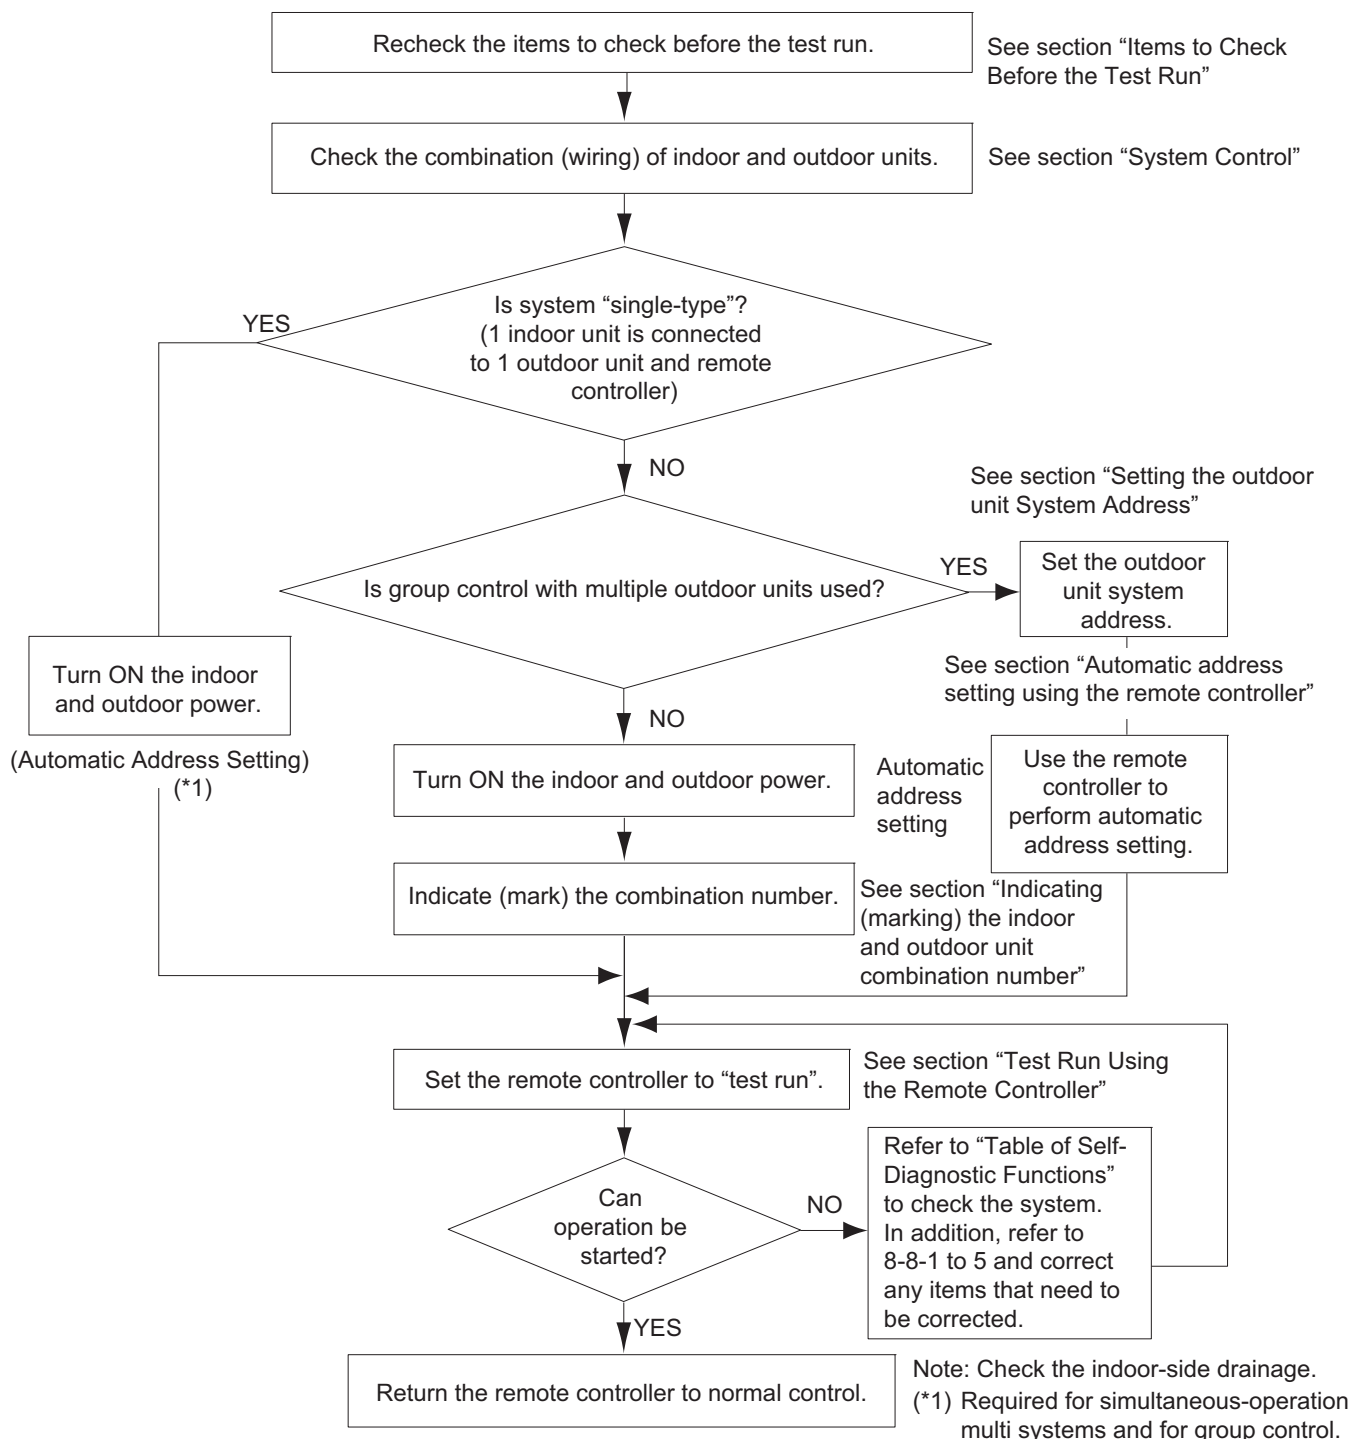 Recheck the items to check before the test run.
See section “Items to Check
Before the Test Run”
Check the combination (wiring) of indoor and outdoor units.
See section “System Control”
Is system “single-type”?
(1 indoor unit is connected
to 1 outdoor unit and remote
controller)
YES
NO
See section “Setting the outdoor
unit System Address”
Is group control with multiple outdoor units used?
YES
Set the outdoor
unit system
address.
Turn ON the indoor
and outdoor power.
(Automatic Address Setting)
(*1)
See section “Automatic address
setting using the remote controller”
NO
Turn ON the indoor and outdoor power.
Automatic
address
setting
Use the remote
controller to
perform automatic
address setting.
Indicate (mark) the combination number.
See section “Indicating
(marking) the indoor
and outdoor unit
combination number”
Set the remote controller to “test run”.
See section “Test Run Using
the Remote Controller”
Can
operation be
started?
NO
Refer to “Table of Self-
Diagnostic Functions”
to check the system.
In addition, refer to
8-8-1 to 5 and correct
any items that need to
be corrected.
YES
Return the remote controller to normal control.
Note: Check the indoor-side drainage.
(*1) Required for simultaneous-operation
multi systems and for group control.